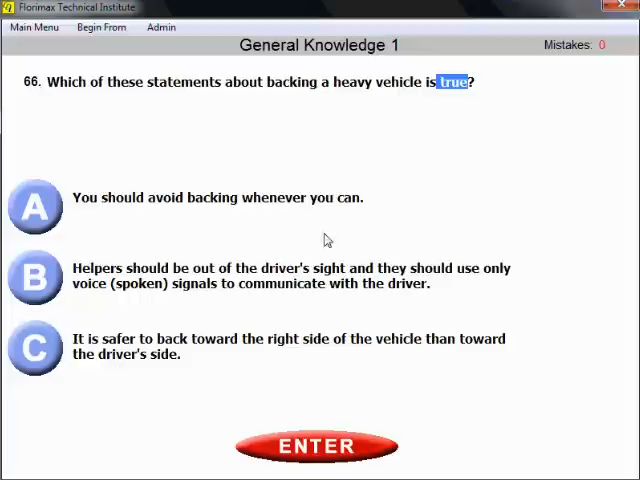 Florimax Technical Institute
Main Menu Begin From Admin
General Knowledge 1 Mistakes: 0
66. Which of these statements about backing a heavy vehicle is true?
A You should avoid backing whenever you can.
B Helpers should be out of the driver's sight and they should use only
voice (spoken) signals to communicate with the driver.
C It is safer to back toward the right side of the vehicle than toward
the driver's side.
ENTER